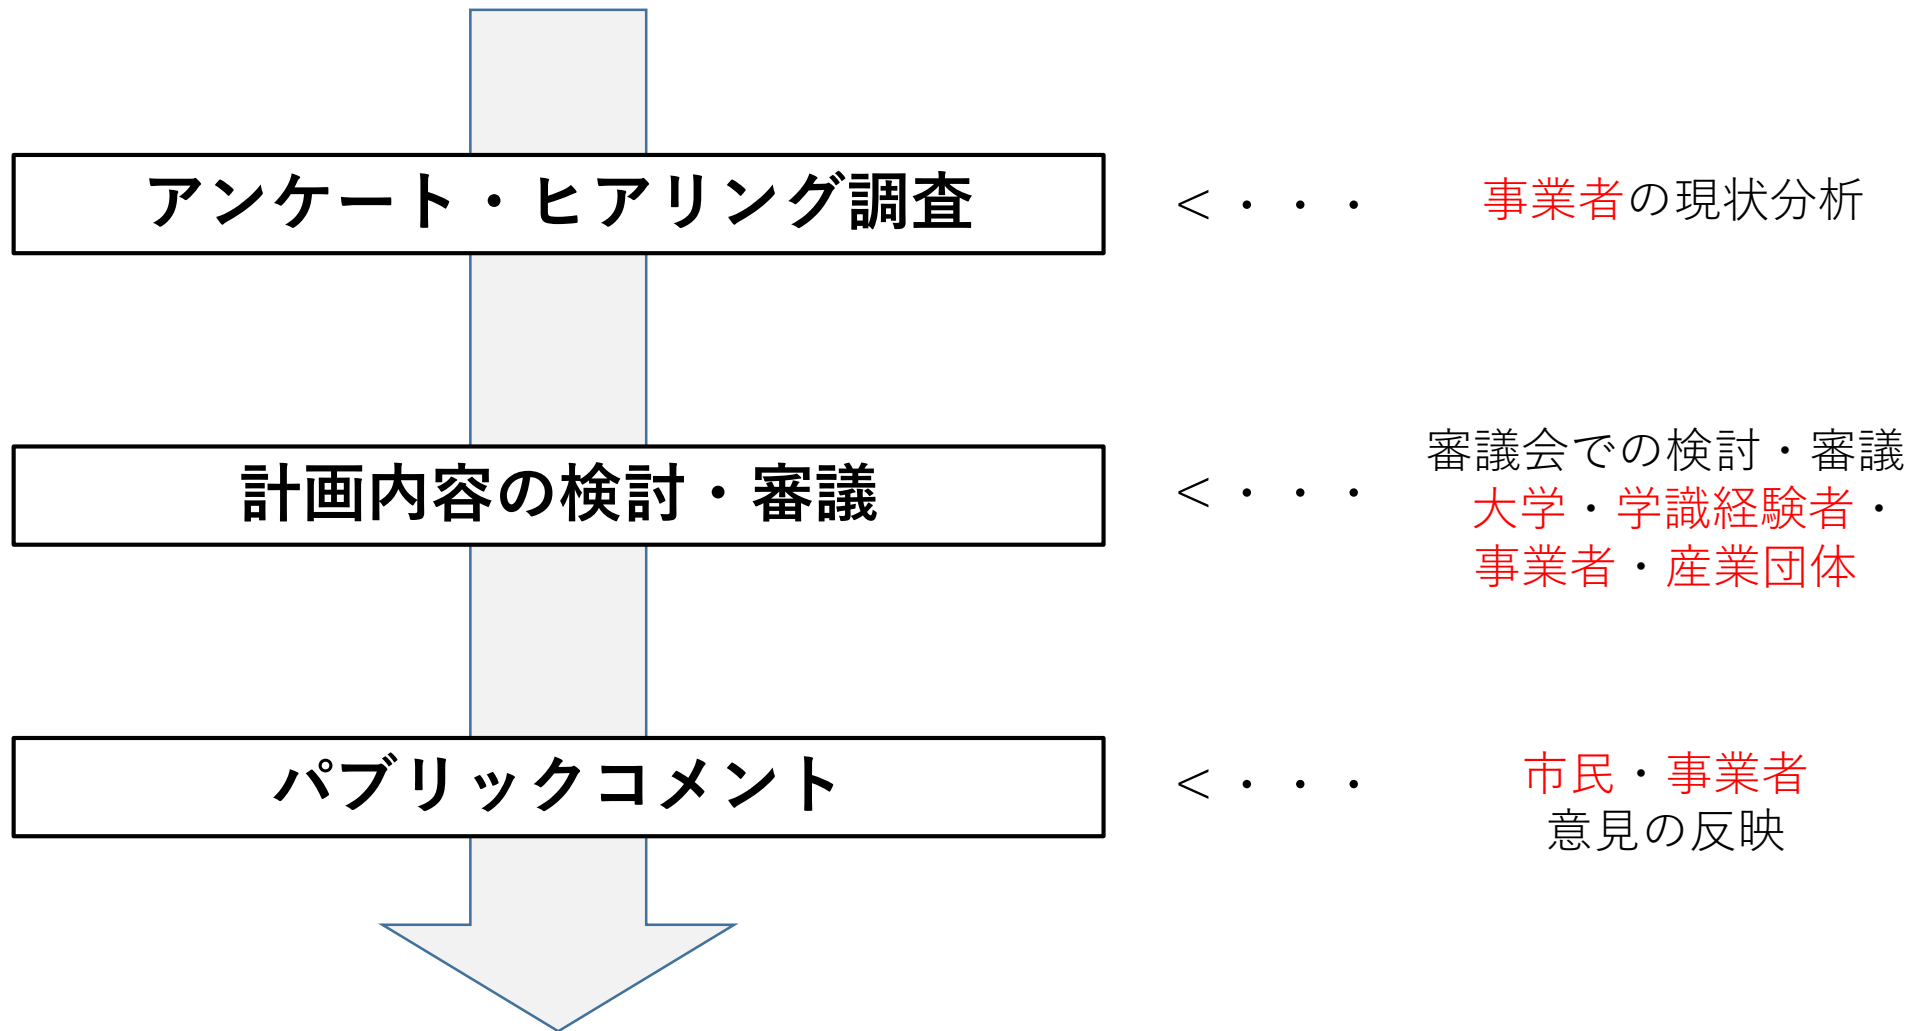 アンケート・ヒアリング調査
<・・・
事業者の現状分析
計画内容の検討・審議
<・・・
審議会での検討・審議
大学・学識経験者・
事業者・産業団体
パブリックコメント
<・・・
市民・事業者
意見の反映